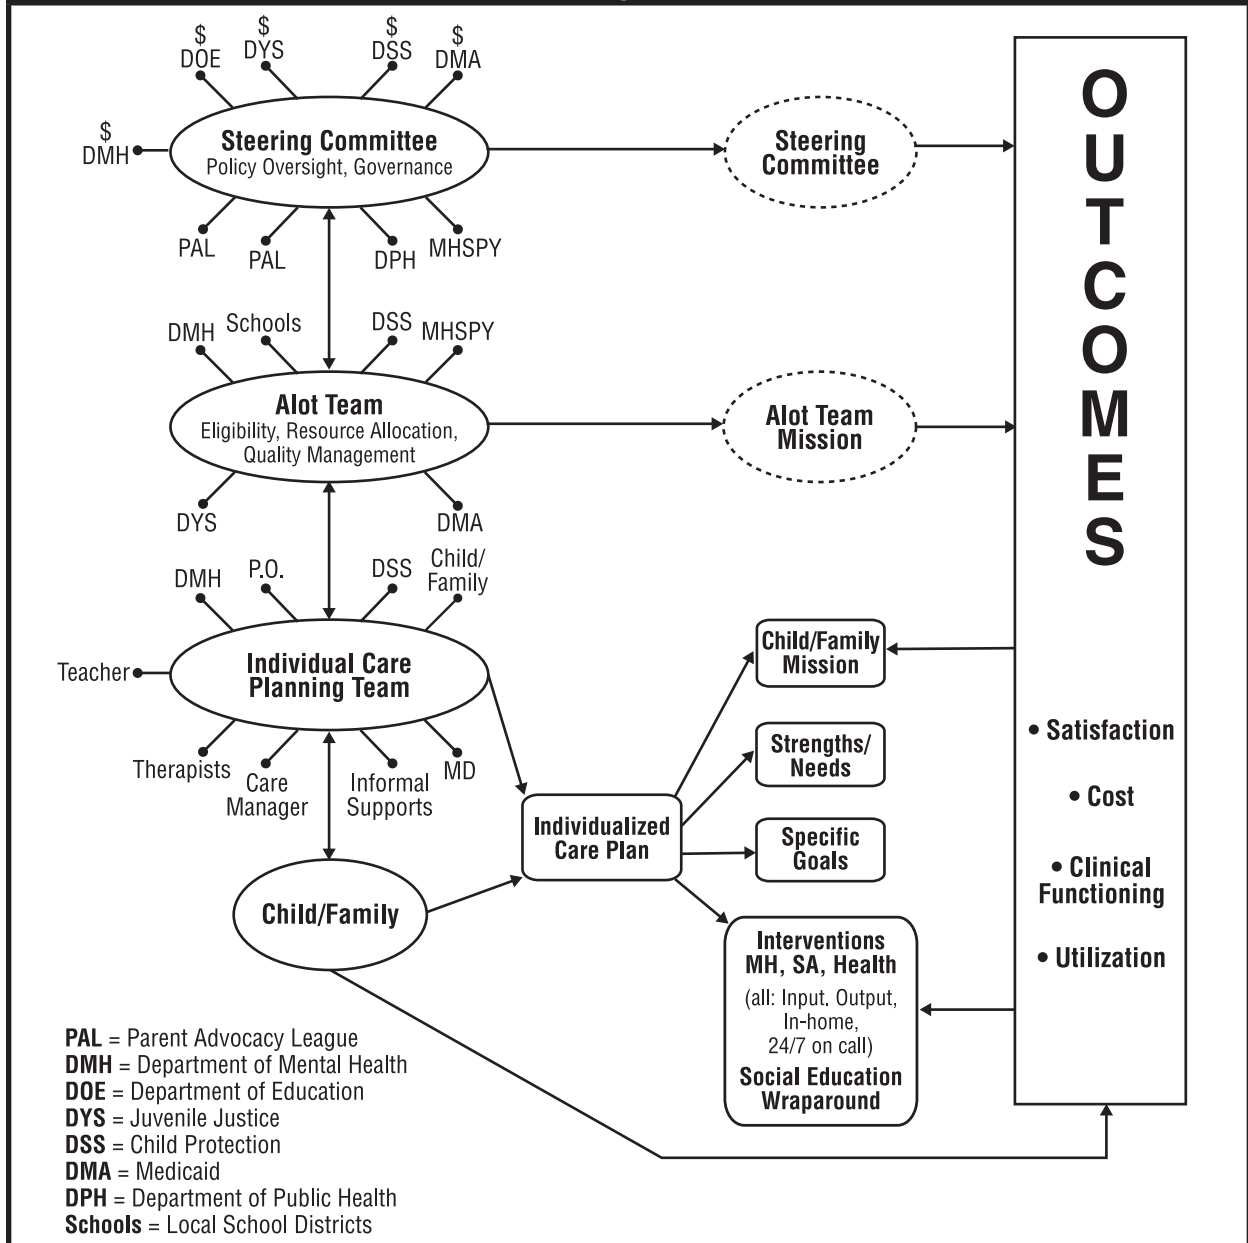 $
DOE
$
DYS
$
DSS
$
DMA
$
DMH
Steering Committee
Policy Oversight, Governance
PAL
PAL
DPH
MHSPY
Steering
Committee
DMH
Schools
DSS
MHSPY
Alot Team
Eligibility, Resource Allocation,
Quality Management
DYS
DMA
Alot Team
Mission
DMH
P.O.
DSS
Child/
Family
Teacher
Individual Care
Planning Team
Therapists
Care
Manager
Informal
Supports
MD
Child/Family
Individualized
Care Plan
Child/Family
Mission
Strengths/
Needs
Specific
Goals
Interventions
MH, SA, Health
(all: Input. Output,
In-home,
24/7 on call)
Social Education
Wraparound
O
U
T
C
O
M
E
S
• Satisfaction
• Cost
• Clinical
Functioning
• Utilization
PAL = Parent Advocacy League
DMH = Department of Mental Health
DOE = Department of Education
DYS = Juvenile Justice
DSS = Child Protection
DMA = Medicaid
DPH = Department of Public Health
Schools = Local School Districts